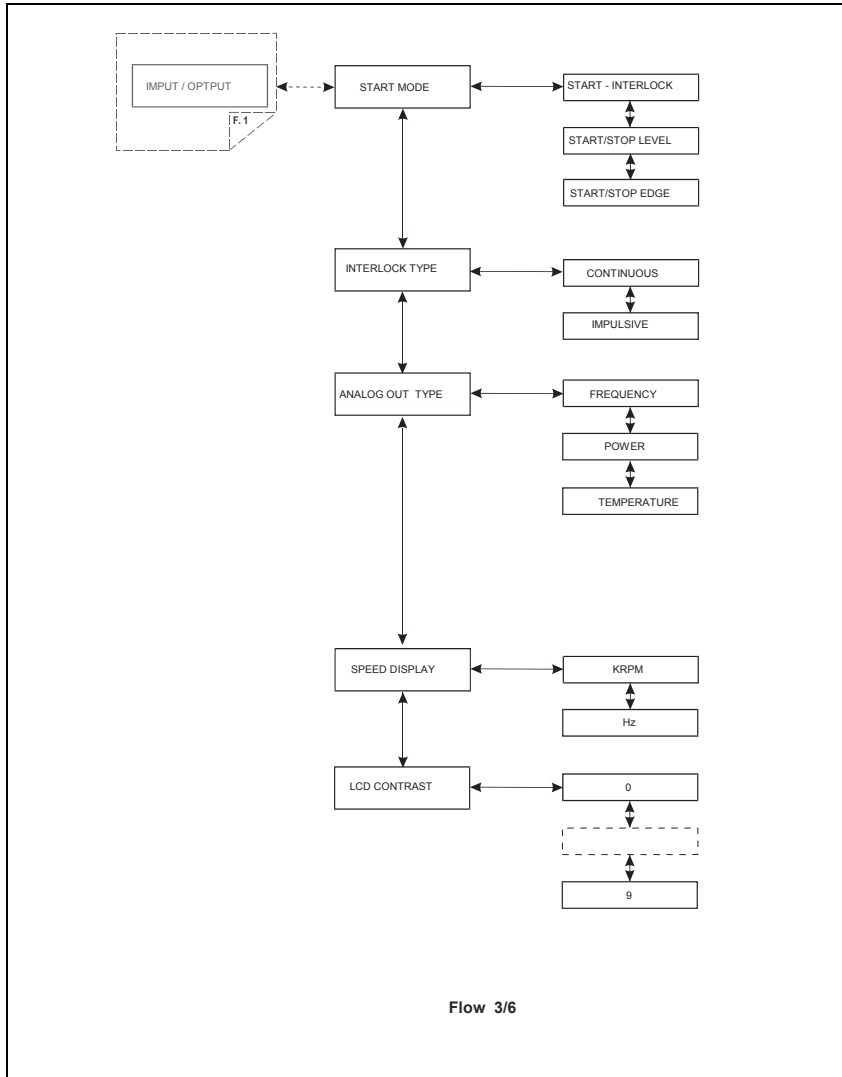 IMPUT / OPTPUT
F. 1
START MODE
START - INTERLOCK
START/STOP LEVEL
START/STOP EDGE
INTERLOCK TYPE
CONTINUOUS
IMPULSIVE
ANALOG OUT TYPE
FREQUENCY
POWER
TEMPERATURE
SPEED DISPLAY
KRPM
Hz
LCD CONTRAST
0
9
Flow 3/6